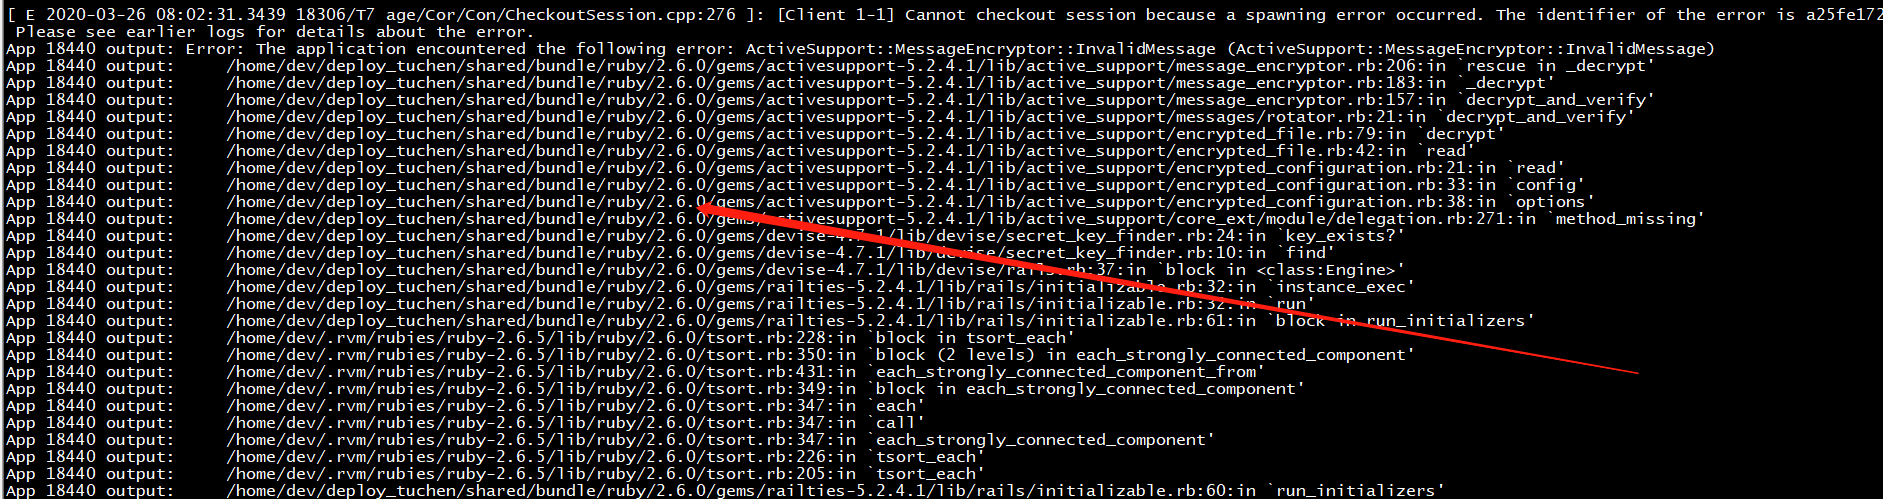 [ E 2020-03-26 08:02:31.3439 18306/T7 age/Cor/Con/CheckoutSession.cpp:276 ]: [Client 1-1] Cannot checkout session because a spawning error occurred. The identifier of the error is a25fe172
Please see earlier logs for details about the error.
App 18440 output: Error: The application encountered the following error: ActiveSupport::MessageEncryptor::InvalidMessage (ActiveSupport::MessageEncryptor::InvalidMessage)
App 18440 output: /home/dev/deploy_tuchen/shared/bundle/ruby/2.6.0/gems/activesupport-5.2.4.1/lib/active_support/message_encryptor.rb:206:in `rescue in _decrypt'
App 18440 output: /home/dev/deploy_tuchen/shared/bundle/ruby/2.6.0/gems/activesupport-5.2.4.1/lib/active_support/message_encryptor.rb:183:in `_decrypt'
App 18440 output: /home/dev/deploy_tuchen/shared/bundle/ruby/2.6.0/gems/activesupport-5.2.4.1/lib/active_support/message_encryptor.rb:157:in `decrypt_and_verify'
App 18440 output: /home/dev/deploy_tuchen/shared/bundle/ruby/2.6.0/gems/activesupport-5.2.4.1/lib/active_support/messages/rotator.rb:21:in `decrypt_and_verify'
App 18440 output: /home/dev/deploy_tuchen/shared/bundle/ruby/2.6.0/gems/activesupport-5.2.4.1/lib/active_support/encrypted_file.rb:79:in `decrypt'
App 18440 output: /home/dev/deploy_tuchen/shared/bundle/ruby/2.6.0/gems/activesupport-5.2.4.1/lib/active_support/encrypted_file.rb:42:in `read'
App 18440 output: /home/dev/deploy_tuchen/shared/bundle/ruby/2.6.0/gems/activesupport-5.2.4.1/lib/active_support/encrypted_configuration.rb:21:in `read'
App 18440 output: /home/dev/deploy_tuchen/shared/bundle/ruby/2.6.0/gems/activesupport-5.2.4.1/lib/active_support/encrypted_configuration.rb:33:in `config'
App 18440 output: /home/dev/deploy_tuchen/shared/bundle/ruby/2.6.0/gems/activesupport-5.2.4.1/lib/active_support/encrypted_configuration.rb:38:in `options'
App 18440 output: /home/dev/deploy_tuchen/shared/bundle/ruby/2.6.0/gems/activesupport-5.2.4.1/lib/active_support/core_ext/module/delegation.rb:271:in `method_missing'
App 18440 output: /home/dev/deploy_tuchen/shared/bundle/ruby/2.6.0/gems/devise-4.7.1/lib/devise/secret_key_finder.rb:24:in `key_exists?'
App 18440 output: /home/dev/deploy_tuchen/shared/bundle/ruby/2.6.0/gems/devise-4.7.1/lib/devise/secret_key_finder.rb:10:in `find'
App 18440 output: /home/dev/deploy_tuchen/shared/bundle/ruby/2.6.0/gems/devise-4.7.1/lib/devise/rails.rb:37:in `block in <class:Engine>'
App 18440 output: /home/dev/deploy_tuchen/shared/bundle/ruby/2.6.0/gems/railties-5.2.4.1/lib/rails/initializable.rb:32:in `instance_exec'
App 18440 output: /home/dev/deploy_tuchen/shared/bundle/ruby/2.6.0/gems/railties-5.2.4.1/lib/rails/initializable.rb:32:in `run'
App 18440 output: /home/dev/deploy_tuchen/shared/bundle/ruby/2.6.0/gems/railties-5.2.4.1/lib/rails/initializable.rb:61:in `block in run_initializers'
App 18440 output: /home/dev/.rvm/rubies/ruby-2.6.5/lib/ruby/2.6.0/tsort.rb:228:in `block in tsort_each'
App 18440 output: /home/dev/.rvm/rubies/ruby-2.6.5/lib/ruby/2.6.0/tsort.rb:350:in `block (2 levels) in each_strongly_connected_component'
App 18440 output: /home/dev/.rvm/rubies/ruby-2.6.5/lib/ruby/2.6.0/tsort.rb:431:in `each_strongly_connected_component_from'
App 18440 output: /home/dev/.rvm/rubies/ruby-2.6.5/lib/ruby/2.6.0/tsort.rb:349:in `block in each_strongly_connected_component'
App 18440 output: /home/dev/.rvm/rubies/ruby-2.6.5/lib/ruby/2.6.0/tsort.rb:347:in `each'
App 18440 output: /home/dev/.rvm/rubies/ruby-2.6.5/lib/ruby/2.6.0/tsort.rb:347:in `call'
App 18440 output: /home/dev/.rvm/rubies/ruby-2.6.5/lib/ruby/2.6.0/tsort.rb:347:in `each_strongly_connected_component'
App 18440 output: /home/dev/.rvm/rubies/ruby-2.6.5/lib/ruby/2.6.0/tsort.rb:226:in `tsort_each'
App 18440 output: /home/dev/.rvm/rubies/ruby-2.6.5/lib/ruby/2.6.0/tsort.rb:205:in `tsort_each'
App 18440 output: /home/dev/deploy_tuchen/shared/bundle/ruby/2.6.0/gems/railties-5.2.4.1/lib/rails/initializable.rb:60:in `run_initializers'